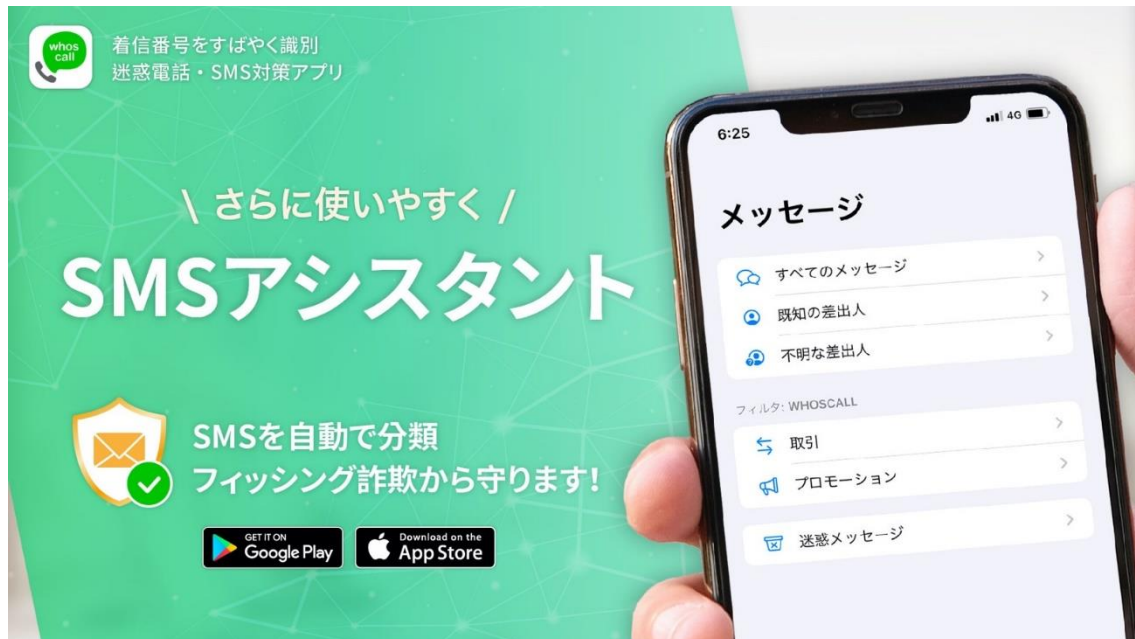 whos
call
着信番号をすばやく識別
迷惑電話・SMS対策アプリ
\ さらに使いやすく /
SMSアシスタント
SMSを自動で分類
フィッシング詐欺から守ります!
GET IT ON
Google Play
Download on the
App Store
6:25
4G
メッセージ
すべてのメッセージ
既知の差出人
不明な差出人
フィルタ: WHOSCALL
取引
プロモーション
迷惑メッセージ